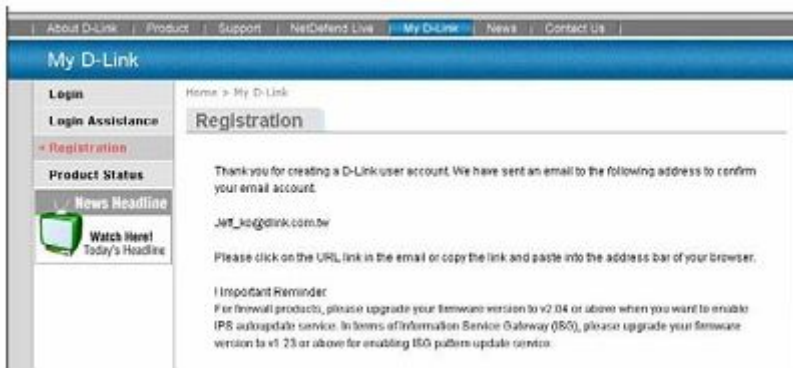 About D-Link | Product | Support | NetDefend Live | My D-Link | News | Contact Us |
My D-Link
Login
Login Assistance
Registration
Product Status
News Headline
Watch Here!
Today's Headline
Home > My D-Link
Registration
Thank you for creating a D-Link user account. We have sent an email to the following address to confirm
your email account.
Jeff_ko@dlink.com.tw
Please click on the URL link in the email or copy the link and paste into the address bar of your browser.
! Important Reminder
For firewall products, please upgrade your firmware version to v2.04 or above when you want to enable
IPS autoupdate service. In terms of Information Service Gateway (ISG), please upgrade your firmware
version to v1.23 or above for enabling ISG pattern update service.